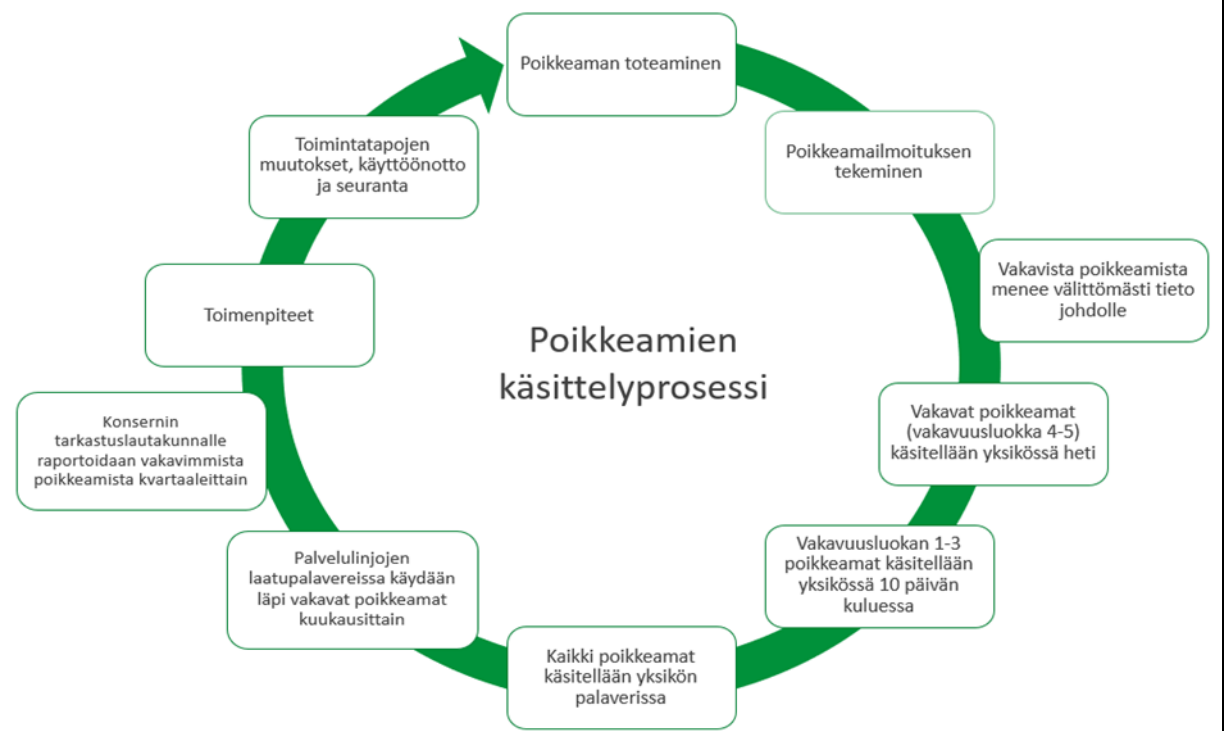 Poikkeaman toteaminen
Poikkeamailmoituksen
tekeminen
Vakavista poikkeamista
menee välittömästi tieto
johdolle
Vakavat poikkeamat
(vakavuusluokka 4-5)
käsitellään yksikössä heti
Vakavuusluokan 1-3
poikkeamat käsitellään
yksikössä 10 päivän
kuluessa
Kaikki poikkeamat
käsitellään yksikön
palaverissa
Palvelulinjojen
laatupalavereissa käydään
läpi vakavat poikkeamat
kuukausittain
Konsernin
tarkastuslautakunnalle
raportoidaan vakavimmista
poikkeamista kvartaaleittain
Toimenpiteet
Toimintatapojen
muutokset, käyttöönotto
ja seuranta
Poikkeamien
käsittelyprosessi